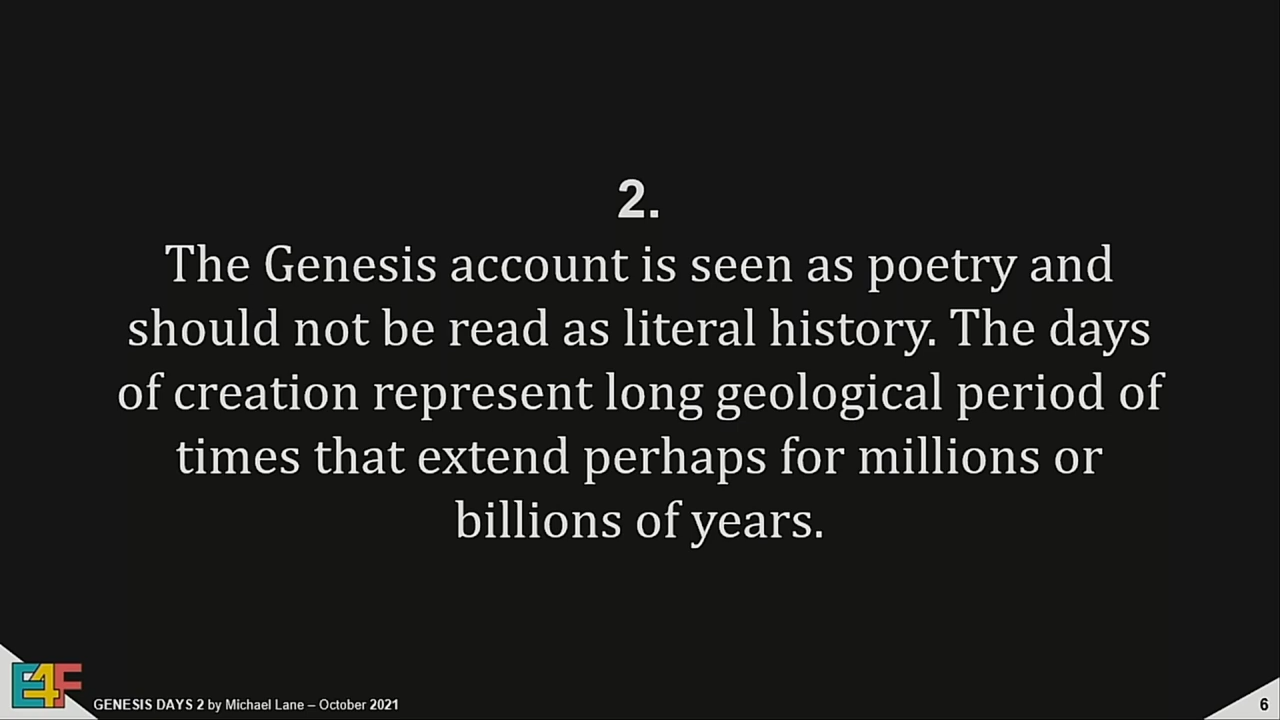 2.
The Genesis account is seen as poetry and
should not be read as literal history. The days
of creation represent long geological period of
times that extend perhaps for millions or
billions of years.
E4F
GENESIS DAYS 2 by Michael Lane – October 2021
6